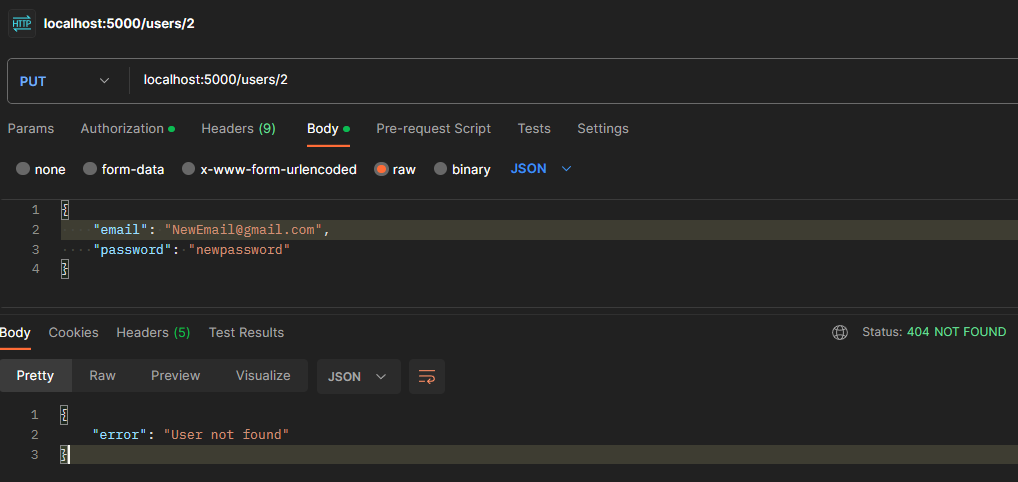 HTTP localhost:5000/users/2
PUT localhost:5000/users/2
Params Authorization Headers (9) Body Pre-request Script Tests Settings
none form-data x-www-form-urlencoded raw binary JSON
1 {
2 "email": "NewEmail@gmail.com",
3 "password": "newpassword"
4 }
Body Cookies Headers (5) Test Results Status: 404 NOT FOUND
Pretty Raw Preview Visualize JSON
1 {
2 "error": "User not found"
3 }